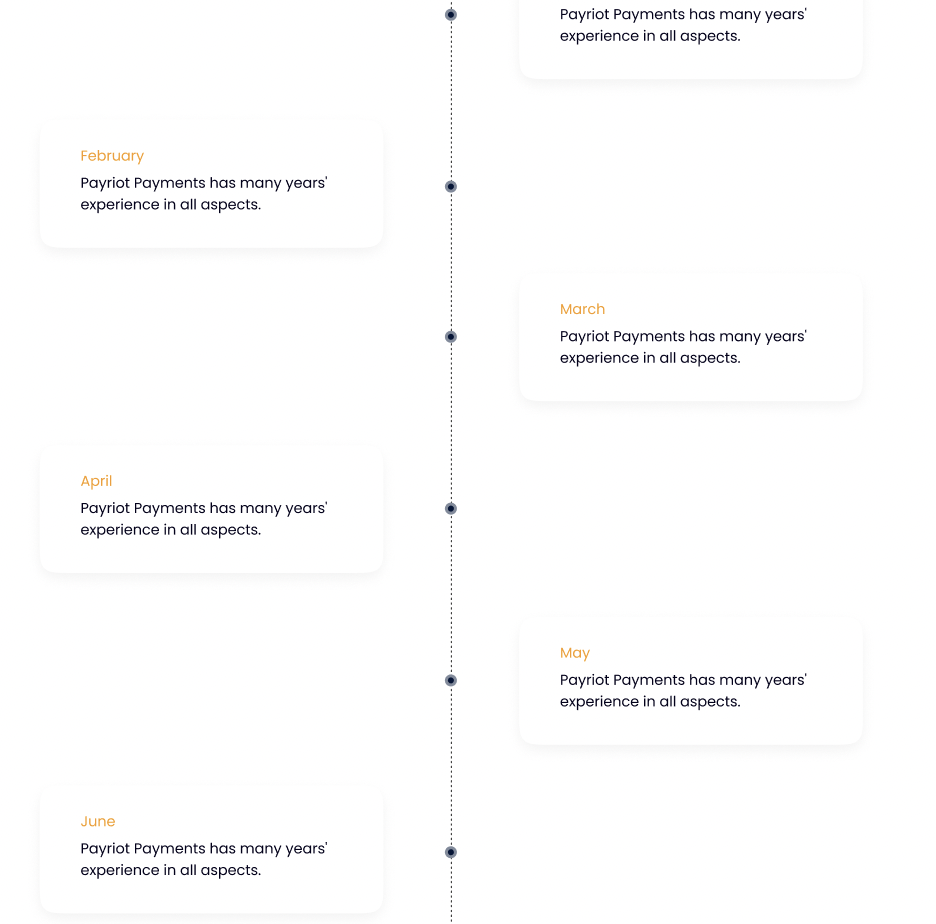 Payriot Payments has many years'
experience in all aspects.
February
Payriot Payments has many years'
experience in all aspects.
March
Payriot Payments has many years'
experience in all aspects.
April
Payriot Payments has many years'
experience in all aspects.
May
Payriot Payments has many years'
experience in all aspects.
June
Payriot Payments has many years'
experience in all aspects.